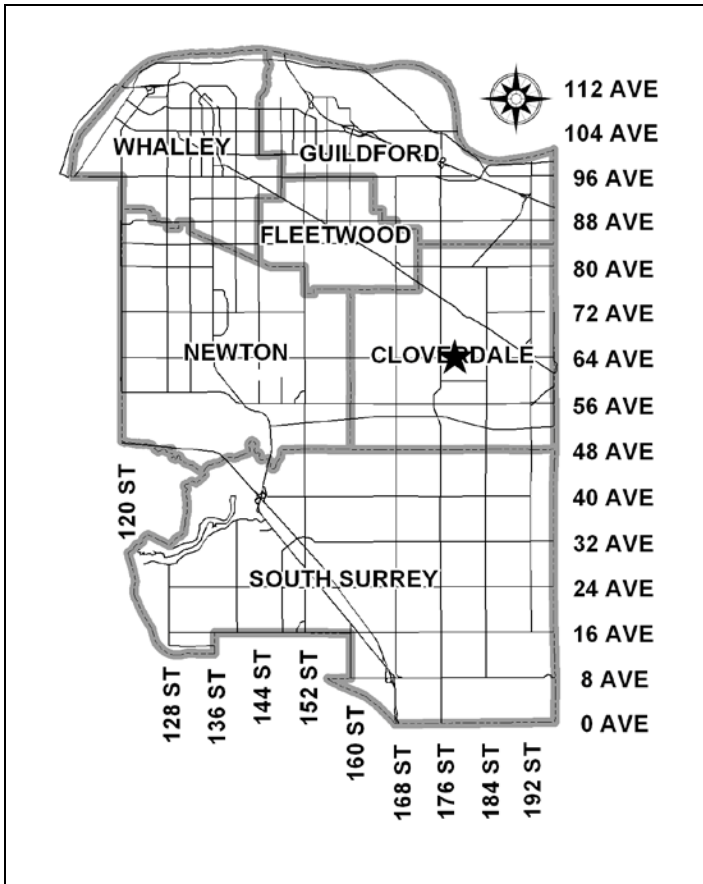 112 AVE
104 AVE
WHALLEY
GUILDFORD
96 AVE
88 AVE
FLEETWOOD
80 AVE
72 AVE
NEWTON
CLOVERDALE
64 AVE
56 AVE
48 AVE
120 ST
40 AVE
32 AVE
SOUTH SURREY
24 AVE
16 AVE
128 ST
136 ST
144 ST
152 ST
8 AVE
160 ST
0 AVE
168 ST
176 ST
184 ST
192 ST